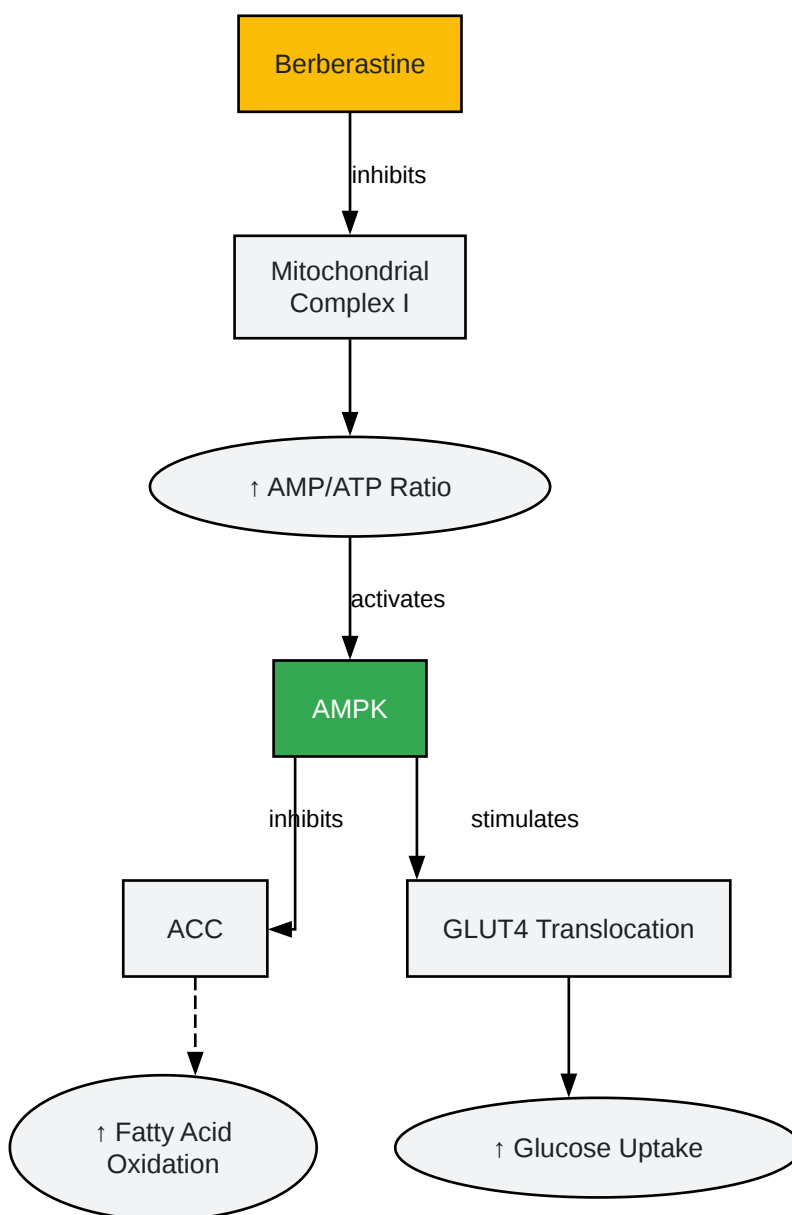 Berberastine
inhibits
Mitochondrial
Complex I
↑ AMP/ATP Ratio
activates
AMPK
inhibits
stimulates
ACC
GLUT4 Translocation
↑ Fatty Acid
Oxidation
↑ Glucose Uptake